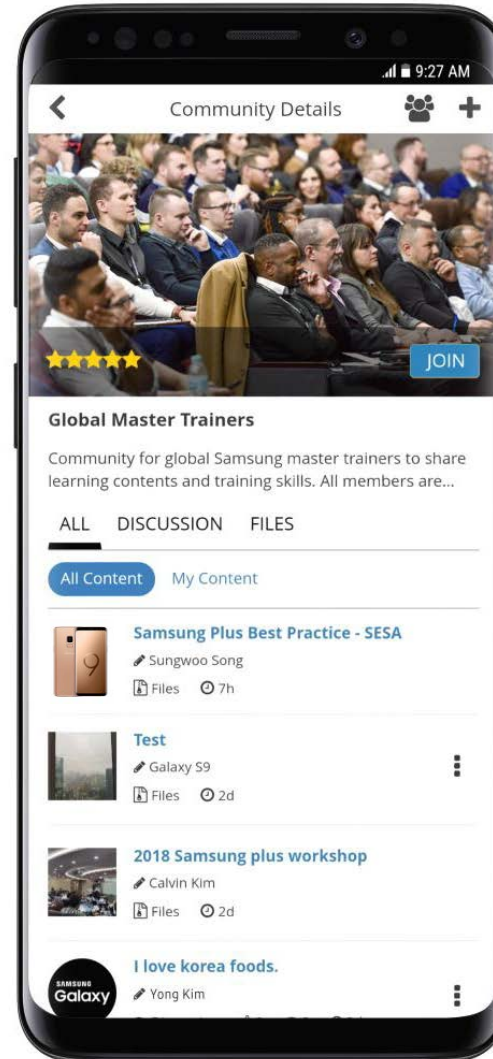 9:27 AM
Community Details
JOIN
Global Master Trainers
Community for global Samsung master trainers to share
learning contents and training skills. All members are...
ALL DISCUSSION FILES
All Content My Content
Samsung Plus Best Practice - SESA
Sungwoo Song
Files 7h
Test
Galaxy S9
Files 2d
2018 Samsung plus workshop
Calvin Kim
Files 2d
I love korea foods.
SAMSUNG
Galaxy
Yong Kim